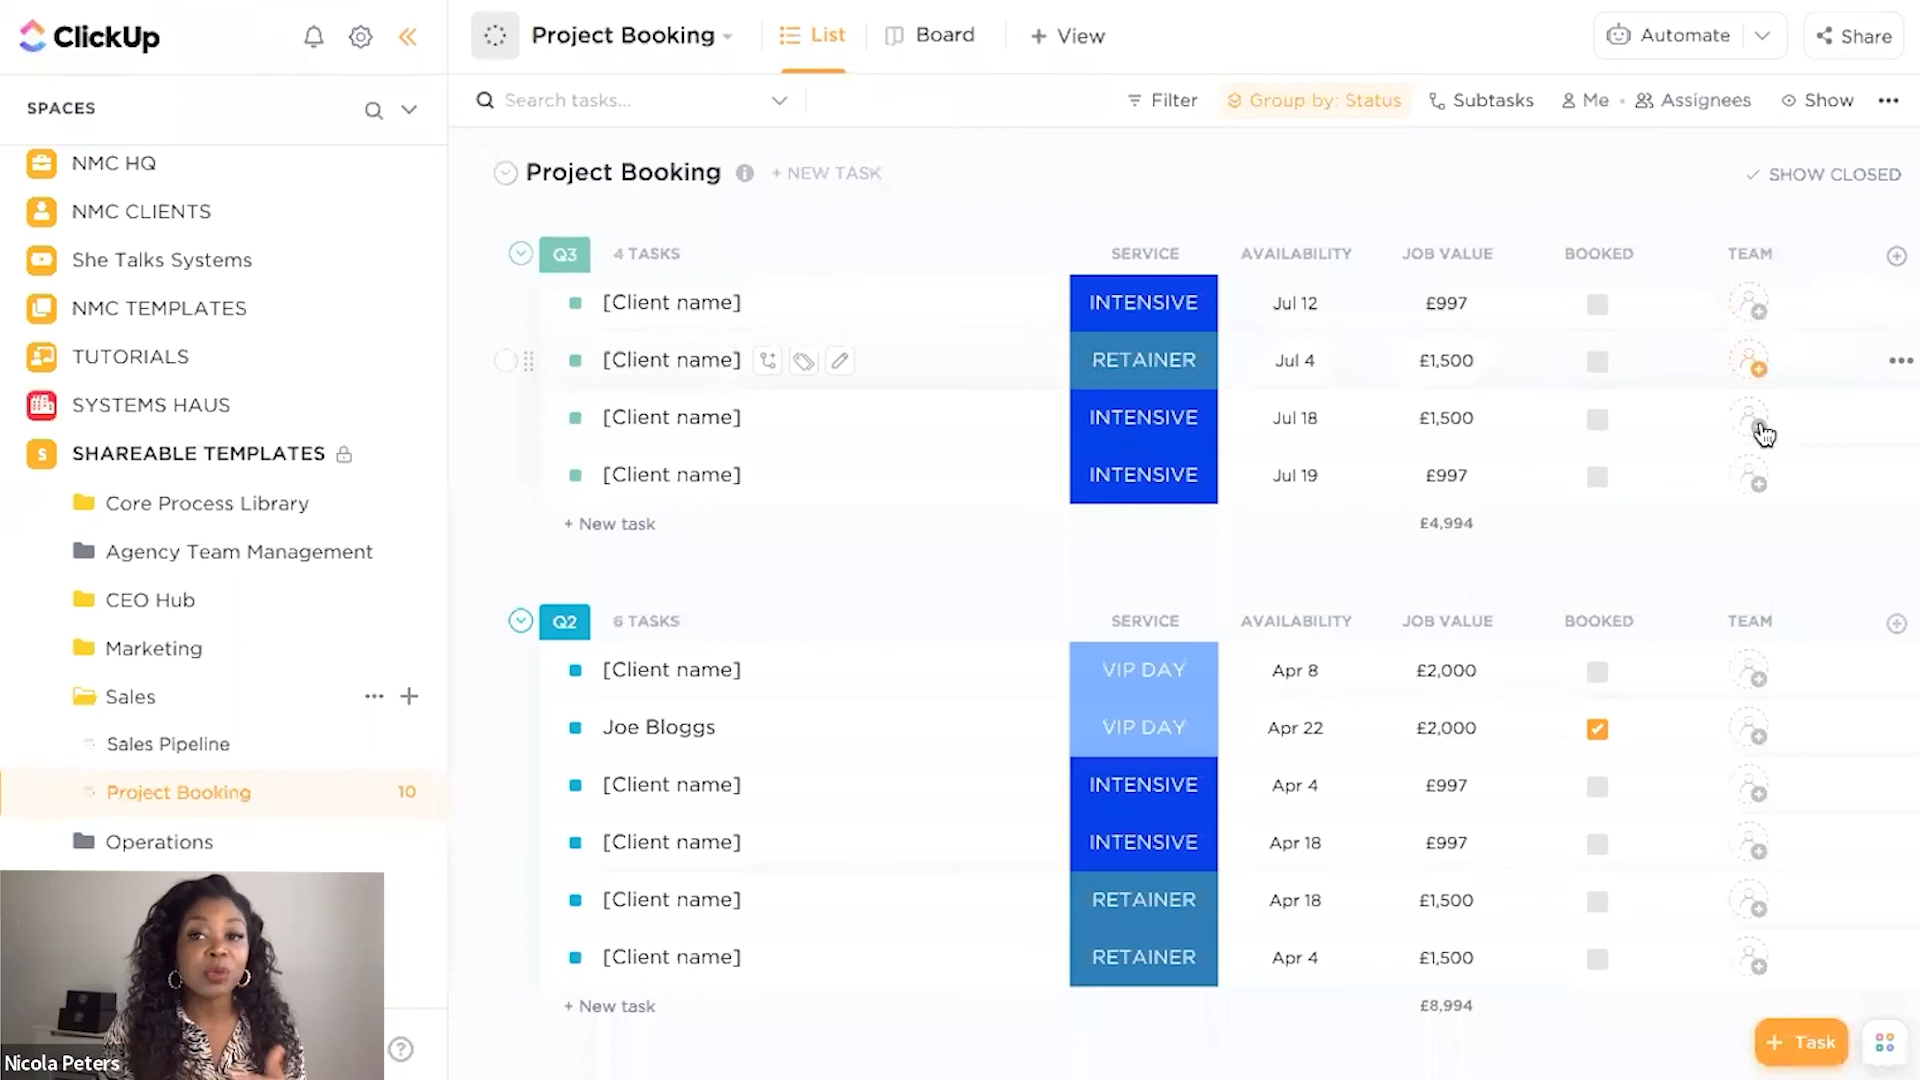 ClickUp
SPACES
NMC HQ
NMC CLIENTS
She Talks Systems
NMC TEMPLATES
TUTORIALS
SYSTEMS HAUS
S SHAREABLE TEMPLATES
Core Process Library
Agency Team Management
CEO Hub
Marketing
Sales
Sales Pipeline
Project Booking 10
Operations
Nicola Peters
Project Booking List Board + View Automate Share
Search tasks... Filter Group by: Status Subtasks Me Assignees Show
Project Booking + NEW TASK SHOW CLOSED
Q3 4 TASKS SERVICE AVAILABILITY JOB VALUE BOOKED TEAM
[Client name] INTENSIVE Jul 12 £997
[Client name] RETAINER Jul 4 £1,500
[Client name] INTENSIVE Jul 18 £1,500
[Client name] INTENSIVE Jul 19 £997
+ New task £4,994
Q2 6 TASKS SERVICE AVAILABILITY JOB VALUE BOOKED TEAM
[Client name] VIP DAY Apr 8 £2,000
Joe Bloggs VIP DAY Apr 22 £2,000
[Client name] INTENSIVE Apr 4 £997
[Client name] INTENSIVE Apr 18 £997
[Client name] RETAINER Apr 18 £1,500
[Client name] RETAINER Apr 4 £1,500
+ New task £8,994
+ Task